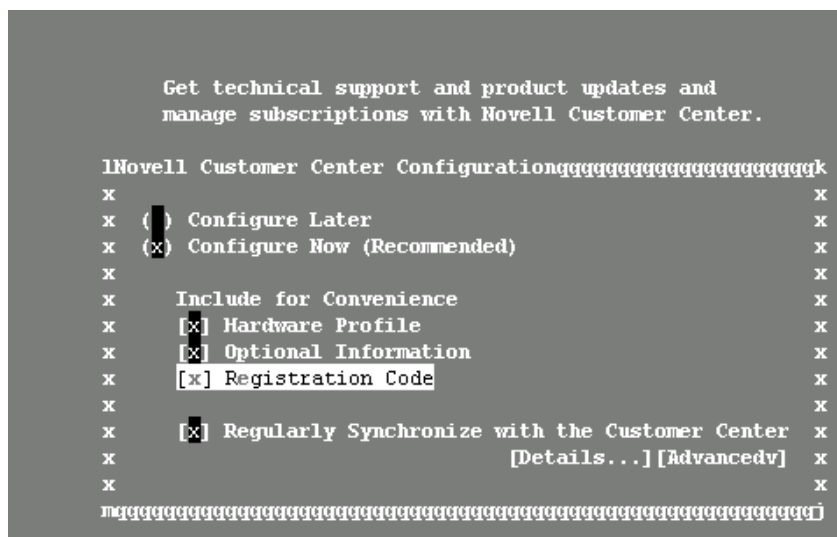 Get technical support and product updates and
manage subscriptions with Novell Customer Center.
lNovell Customer Center Configurationqqqqqqqqqqqqqqqqqqqqqqk
x x
x ( ) Configure Later x
x (x) Configure Now (Recommended) x
x x
x Include for Convenience x
x [x] Hardware Profile x
x [x] Optional Information x
x [x] Registration Code x
x x
x [x] Regularly Synchronize with the Customer Center x
x [Details...][Advancedv] x
x x
mqqqqqqqqqqqqqqqqqqqqqqqqqqqqqqqqqqqqqqqqqqqqqqqqqqqqqqqqqqqj